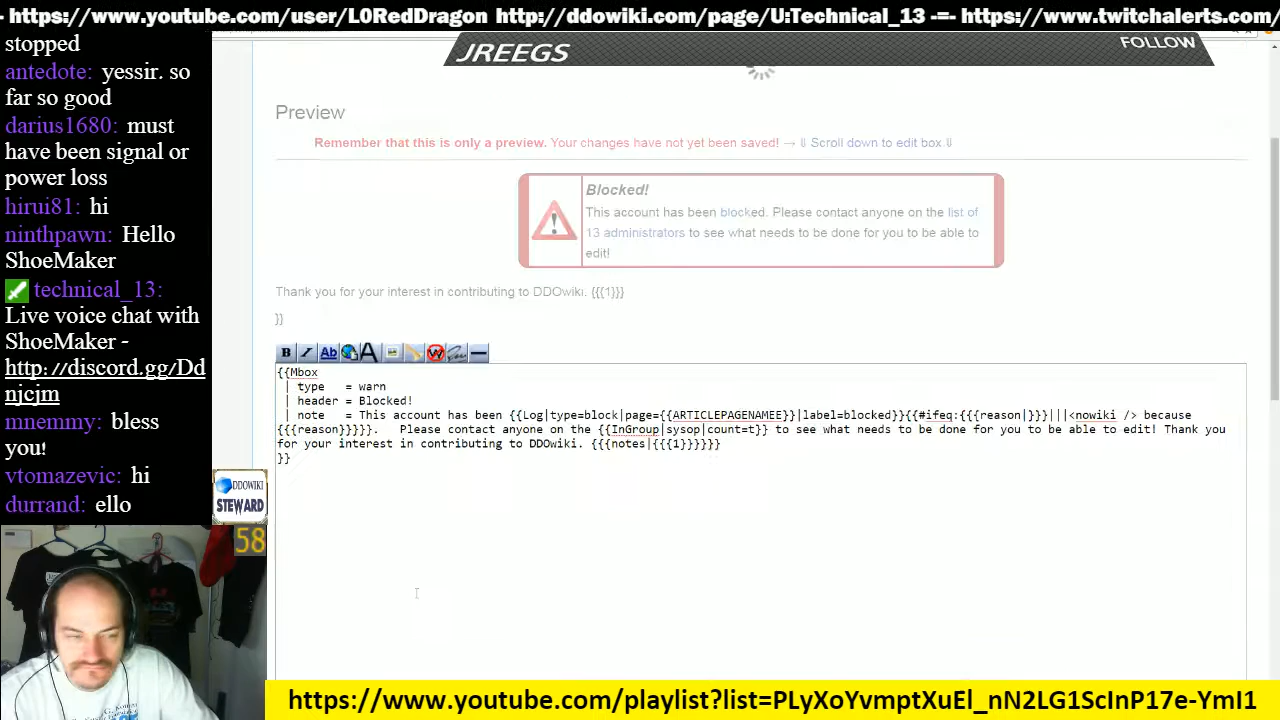 - https://www.youtube.com/user/L0RedDragon http://ddowiki.com/page/U:Technical_13 -=- https://www.twitchalerts.com/
stopped
antedote: yessir. so
far so good
darius1680: must
have been signal or
power loss
hirui81: hi
ninthpawn: Hello
ShoeMaker
technical_13:
Live voice chat with
ShoeMaker -
http://discord.gg/Dd
njcjm
mnemmy: bless
you!
vtomazevic: hi
durrand: ello
DDOWIKI
STEWARD
58
JREEGS
FOLLOW
Preview
Remember that this is only a preview. Your changes have not yet been saved! → ⇓ Scroll down to edit box ⇓
Blocked!
This account has been blocked. Please contact anyone on the list of
13 administrators to see what needs to be done for you to be able to
edit!
Thank you for your interest in contributing to DDOwiki. {{{1}}}
}}
B I Ab A W
{{Mbox
| type = warn
| header = Blocked!
| note = This account has been {{Log|type=block|page={{ARTICLEPAGENAMEE}}|label=blocked}}{{#ifeq:{{{reason|}}}|||<nowiki /> because
{{{reason}}}}}. Please contact anyone on the {{InGroup|sysop|count=t}} to see what needs to be done for you to be able to edit! Thank you
for your interest in contributing to DDOwiki. {{{notes|{{{1}}}}}}
}}
https://www.youtube.com/playlist?list=PLyXoYvmptXuEl_nN2LG1ScInP17e-YmI1